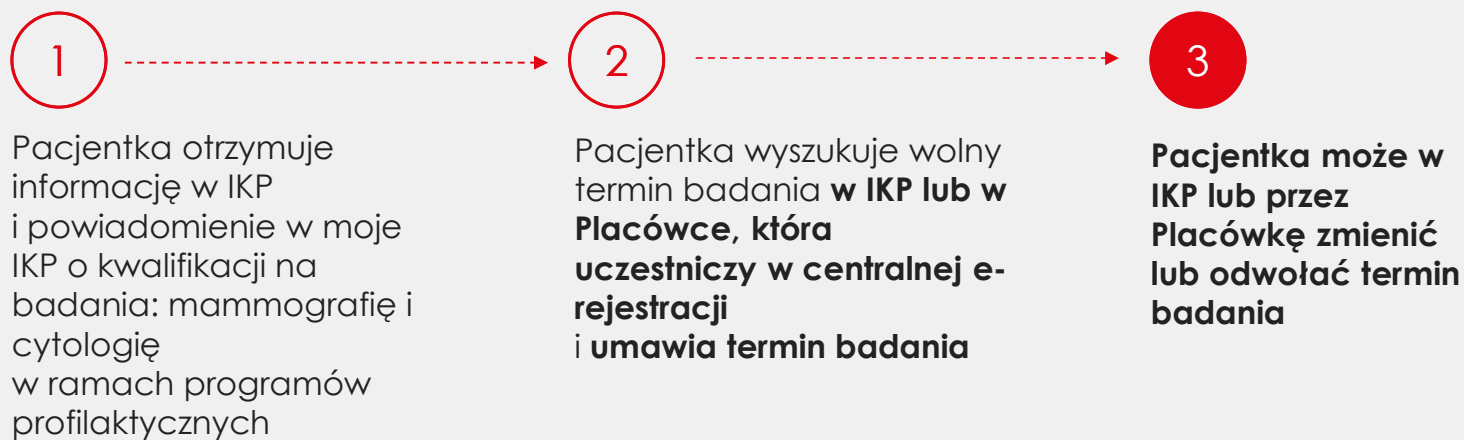 1
Pacjentka otrzymuje
informację w IKP
i powiadomienie w moje
IKP o kwalifikacji na
badania: mammografię i
cytologię
w ramach programów
profilaktycznych
2
Pacjentka wyszukuje wolny
termin badania w IKP lub w
Placówce, która
uczestniczy w centralnej e-
rejestracji
i umawia termin badania
3
Pacjentka może w
IKP lub przez
Placówkę zmienić
lub odwołać termin
badania